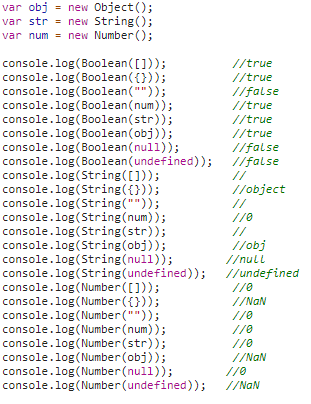 var obj = new Object();
var str = new String();
var num = new Number();
console.log(Boolean([])); //true
console.log(Boolean({})); //true
console.log(Boolean("")); //false
console.log(Boolean(num)); //true
console.log(Boolean(str)); //true
console.log(Boolean(obj)); //true
console.log(Boolean(null)); //false
console.log(Boolean(undefined)); //false
console.log(String([])); //
console.log(String({})); //object
console.log(String("")); //
console.log(String(num)); //0
console.log(String(str)); //
console.log(String(obj)); //obj
console.log(String(null)); //null
console.log(String(undefined)); //undefined
console.log(Number([])); //0
console.log(Number({})); //NaN
console.log(Number("")); //0
console.log(Number(num)); //0
console.log(Number(str)); //0
console.log(Number(obj)); //NaN
console.log(Number(null)); //0
console.log(Number(undefined)); //NaN